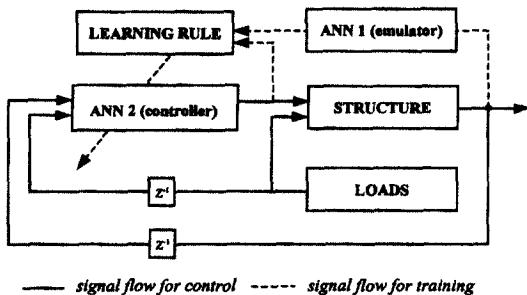 LEARNING RULE
ANN 1 (emulator)
ANN 2 (controller)
STRUCTURE
Z⁻¹
LOADS
Z⁻¹
signal flow for control
signal flow for training